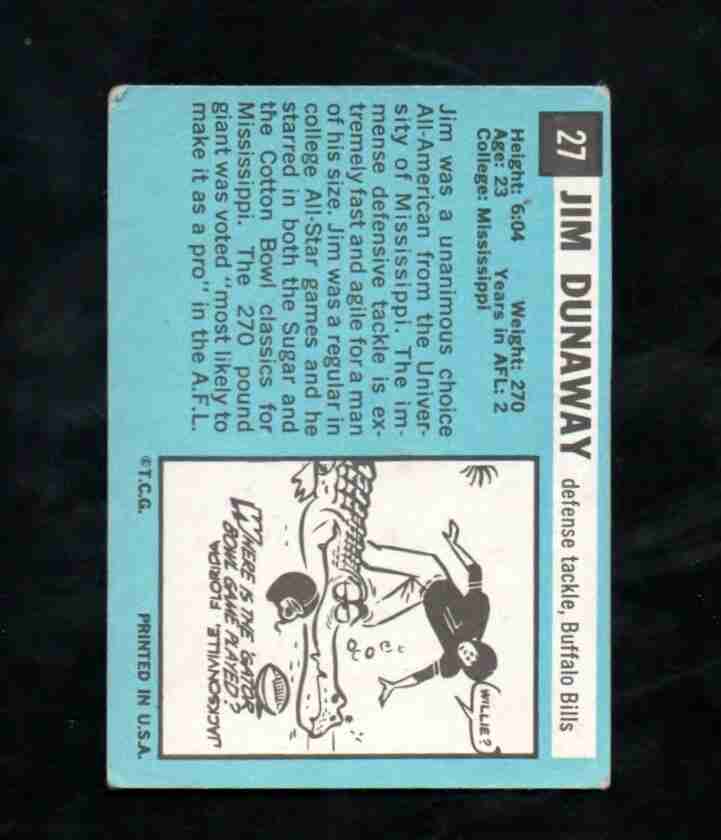 27 JIM DUNAWAY defense tackle, Buffalo Bills
Height: 6:04 Weight: 270
Age: 23 Years in AFL: 2
College: Mississippi
Jim was a unanimous choice
All-American from the Univer-
sity of Mississippi. The im-
mense defensive tackle is ex-
tremely fast and agile for a man
of his size. Jim was a regular in
college All-Star games and he
starred in both the Sugar and
the Cotton Bowl classics for
Mississippi. The 270 pound
giant was voted "most likely to
make it as a pro" in the A.F.L.
WILLIE?
WHERE IS THE 'GATOR
BOWL GAME PLAYED?
JACKSONVILLE, FLORIDA
©T.C.G. PRINTED IN U.S.A.